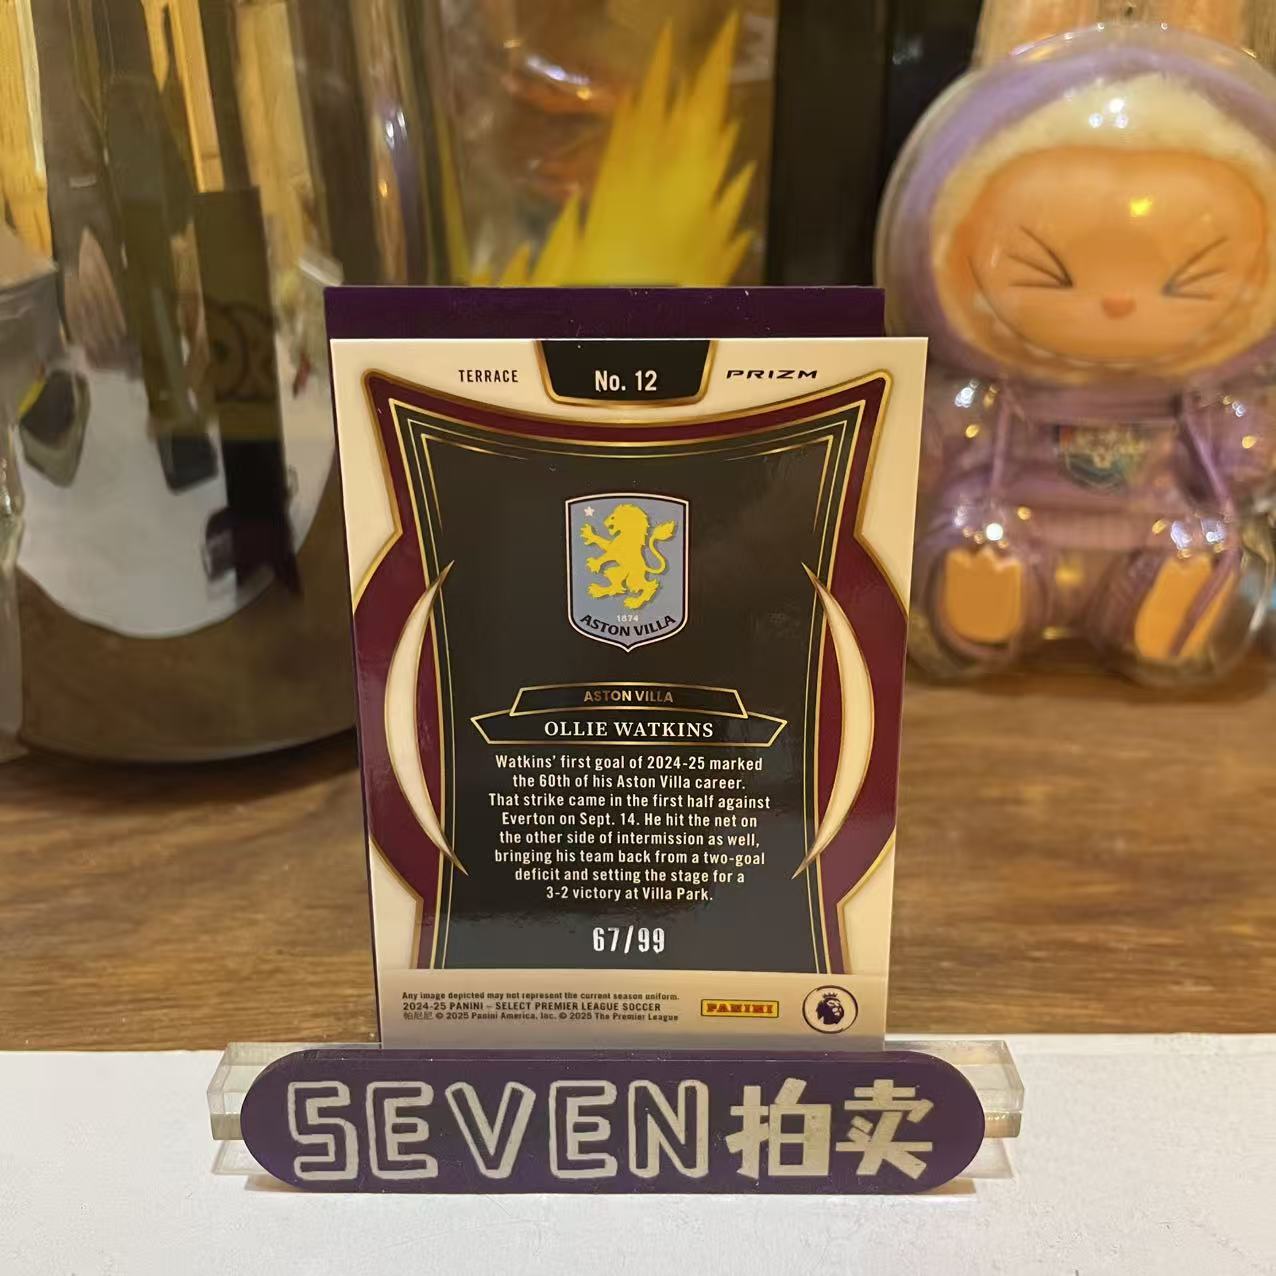 TERRACE
No. 12
PRIZM
1874
ASTON VILLA
ASTON VILLA
OLLIE WATKINS
Watkins' first goal of 2024-25 marked
the 60th of his Aston Villa career.
That strike came in the first half against
Everton on Sept. 14. He hit the net on
the other side of intermission as well,
bringing his team back from a two-goal
deficit and setting the stage for a
3-2 victory at Villa Park.
67/99
Any image depicted may not represent the current season uniform.
2024-25 PANINI – SELECT PREMIER LEAGUE SOCCER
帕尼尼 © 2025 Panini America, Inc. © 2025 The Premier League
PANINI
SEVEN拍卖